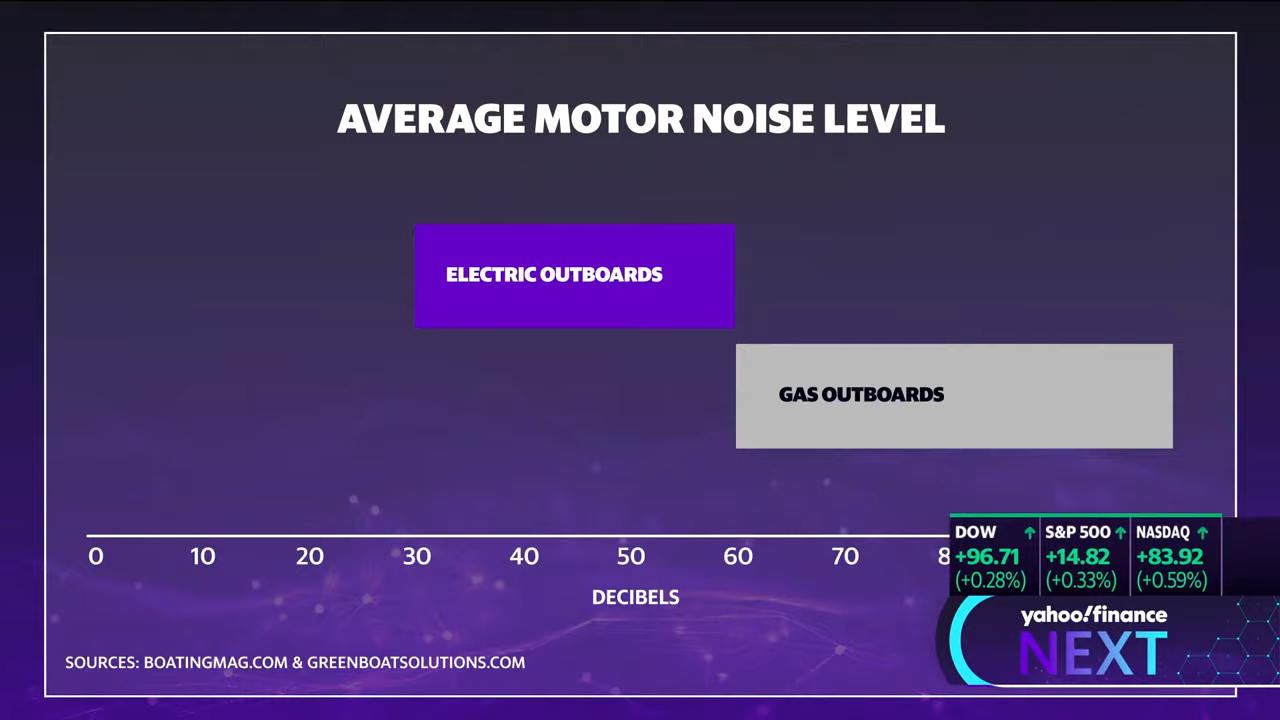 AVERAGE MOTOR NOISE LEVEL
ELECTRIC OUTBOARDS
GAS OUTBOARDS
0 10 20 30 40 50 60 70
DECIBELS
SOURCES: BOATINGMAG.COM & GREENBOATSOLUTIONS.COM
DOW S&P 500 NASDAQ
+96.71 +14.82 +83.92
(+0.28%) (+0.33%) (+0.59%)
yahoo!finance
NEXT